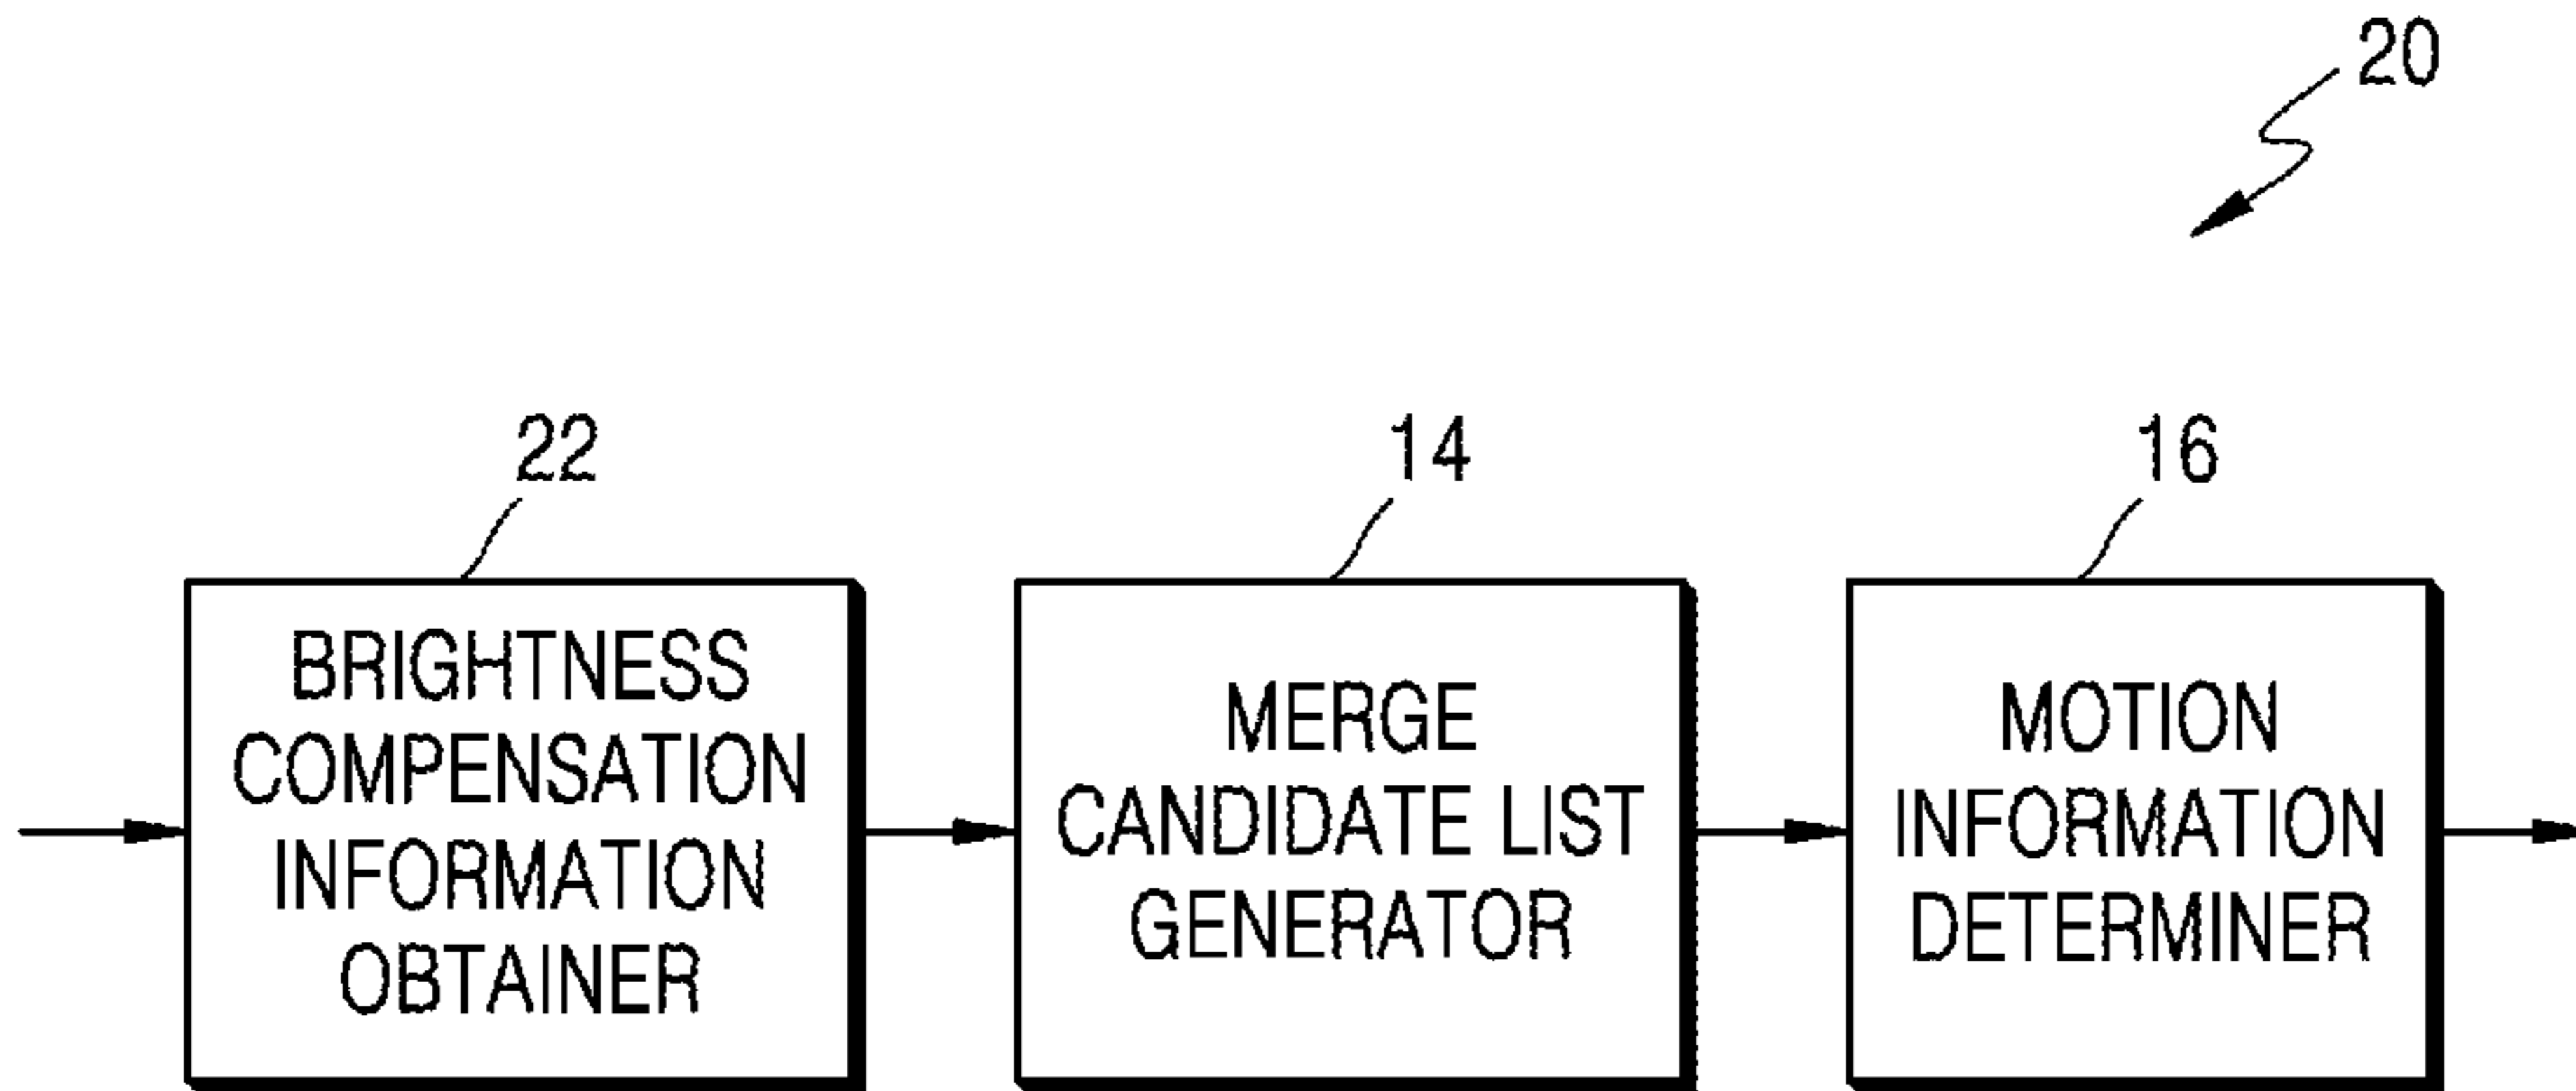 20
22
BRIGHTNESS
COMPENSATION
INFORMATION
OBTAINER
14
MERGE
CANDIDATE LIST
GENERATOR
16
MOTION
INFORMATION
DETERMINER